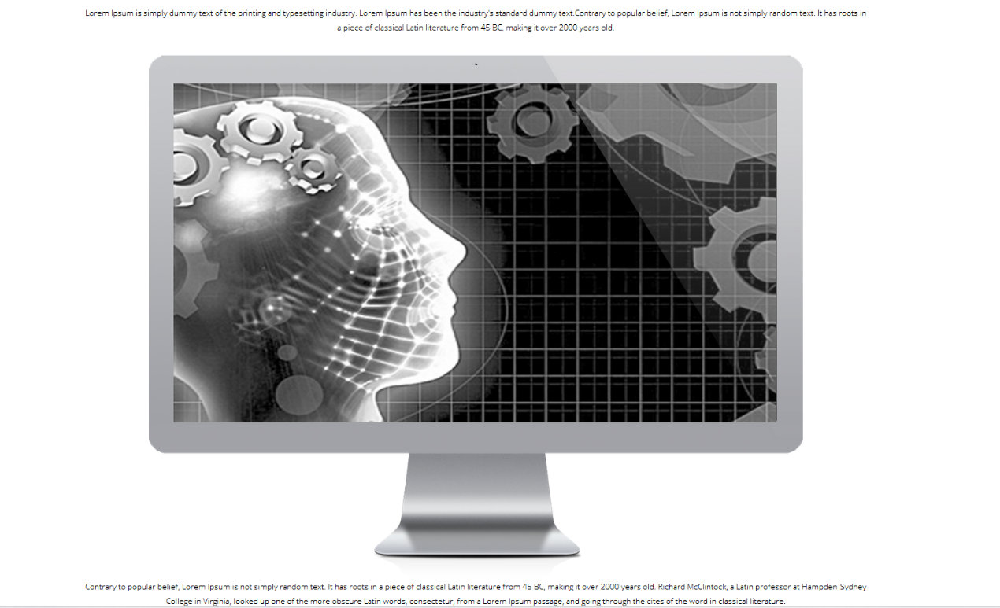 Lorem Ipsum is simply dummy text of the printing and typesetting industry. Lorem Ipsum has been the industry's standard dummy text.Contrary to popular belief, Lorem Ipsum is not simply random text. It has roots in
a piece of classical Latin literature from 45 BC, making it over 2000 years old.
Contrary to popular belief, Lorem Ipsum is not simply random text. It has roots in a piece of classical Latin literature from 45 BC, making it over 2000 years old. Richard McClintock, a Latin professor at Hampden-Sydney
College in Virginia, looked up one of the more obscure Latin words, consectetur, from a Lorem Ipsum passage, and going through the cites of the word in classical literature.